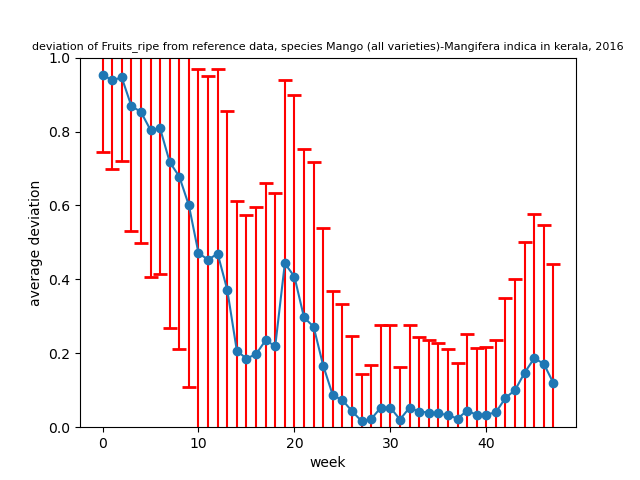 deviation of Fruits_ripe from reference data, species Mango (all varieties)-Mangifera indica in kerala, 2016
1.0
0.8
0.6
0.4
0.2
0.0
average deviation
0 10 20 30 40
week